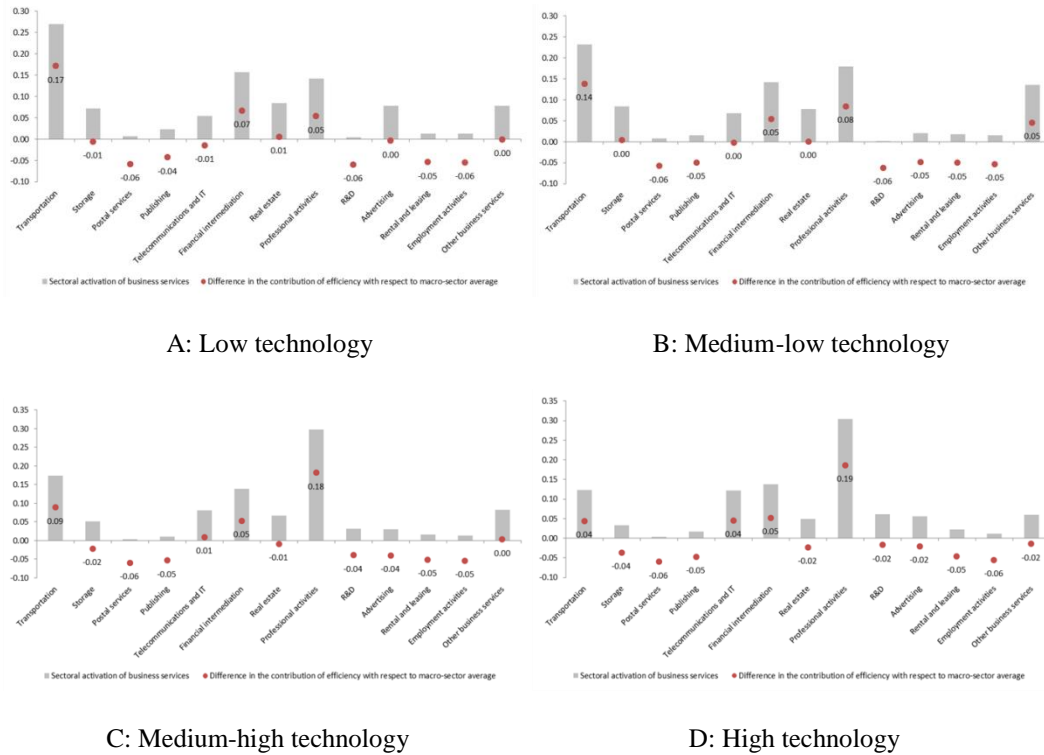 0.30
0.25
0.20
0.15
0.10
0.05
0.00
-0.05
-0.10
0.17
-0.01
-0.06
-0.04
-0.01
0.07
0.01
0.05
-0.06
0.00
-0.05
-0.06
0.00
Transportation
Storage
Postal services
Publishing
Telecommunications and IT
Financial intermediation
Real estate
Professional activities
R&D
Advertising
Rental and leasing
Employment activities
Other business services
Sectoral activation of business services
Difference in the contribution of efficiency with respect to macro-sector average
A: Low technology
0.30
0.25
0.20
0.15
0.10
0.05
0.00
-0.05
-0.10
0.14
0.00
-0.06
-0.05
0.00
0.05
0.00
0.08
-0.06
-0.05
-0.05
-0.05
0.05
Transportation
Storage
Postal services
Publishing
Telecommunications and IT
Financial intermediation
Real estate
Professional activities
R&D
Advertising
Rental and leasing
Employment activities
Other business services
Sectoral activation of business services
Difference in the contribution of efficiency with respect to macro-sector average
B: Medium-low technology
0.35
0.30
0.25
0.20
0.15
0.10
0.05
0.00
-0.05
-0.10
0.09
-0.02
-0.06
-0.05
0.01
0.05
-0.01
0.18
-0.04
-0.04
-0.05
-0.05
0.00
Transportation
Storage
Postal services
Publishing
Telecommunications and IT
Financial intermediation
Real estate
Professional activities
R&D
Advertising
Rental and leasing
Employment activities
Other business services
Sectoral activation of business services
Difference in the contribution of efficiency with respect to macro-sector average
C: Medium-high technology
0.35
0.30
0.25
0.20
0.15
0.10
0.05
0.00
-0.05
-0.10
0.04
-0.04
-0.06
-0.05
0.04
0.05
-0.02
0.19
-0.02
-0.02
-0.05
-0.06
-0.02
Transportation
Storage
Postal services
Publishing
Telecommunications and IT
Financial intermediation
Real estate
Professional activities
R&D
Advertising
Rental and leasing
Employment activities
Other business services
Sectoral activation of business services
Difference in the contribution of efficiency with respect to macro-sector average
D: High technology